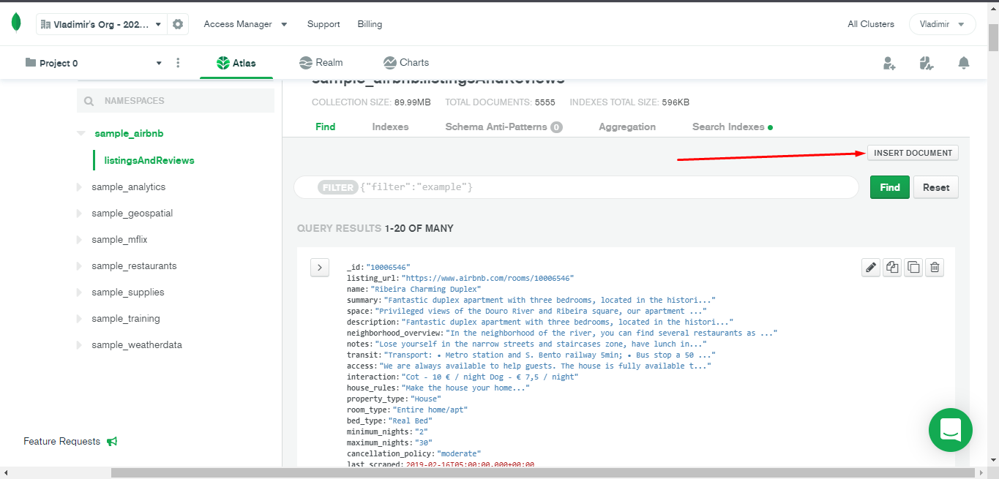 Vladimir's Org - 202...
Access Manager
Support
Billing
All Clusters
Vladimir
Project 0
Atlas
Realm
Charts
sample_airbnb.listingsAndReviews
NAMESPACES
COLLECTION SIZE: 89.99MB TOTAL DOCUMENTS: 5555 INDEXES TOTAL SIZE: 596KB
Find
Indexes
Schema Anti-Patterns 0
Aggregation
Search Indexes
sample_airbnb
listingsAndReviews
sample_analytics
sample_geospatial
sample_mflix
sample_restaurants
sample_supplies
sample_training
sample_weatherdata
Feature Requests
INSERT DOCUMENT
FILTER {"filter":"example"}
Find
Reset
QUERY RESULTS 1-20 OF MANY
_id: "10006546"
listing_url: "https://www.airbnb.com/rooms/10006546"
name: "Ribeira Charming Duplex"
summary: "Fantastic duplex apartment with three bedrooms, located in the histori..."
space: "Privileged views of the Douro River and Ribeira square, our apartment ..."
description: "Fantastic duplex apartment with three bedrooms, located in the histori..."
neighborhood_overview: "In the neighborhood of the river, you can find several restaurants as ..."
notes: "Lose yourself in the narrow streets and staircases zone, have lunch in..."
transit: "Transport: • Metro station and S. Bento railway 5min; • Bus stop a 50 ..."
access: "We are always available to help guests. The house is fully available t..."
interaction: "Cot - 10 € / night Dog - € 7,5 / night"
house_rules: "Make the house your home..."
property_type: "House"
room_type: "Entire home/apt"
bed_type: "Real Bed"
minimum_nights: "2"
maximum_nights: "30"
cancellation_policy: "moderate"
last_scraped: 2019-02-16T05:00:00.000+00:00